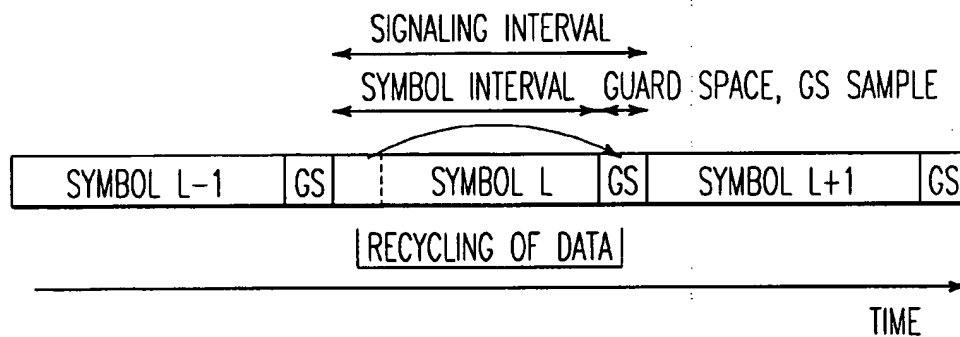 SIGNALING INTERVAL
SYMBOL INTERVAL GUARD SPACE, GS SAMPLE
SYMBOL L-1 GS SYMBOL L GS SYMBOL L+1 GS
RECYCLING OF DATA
TIME